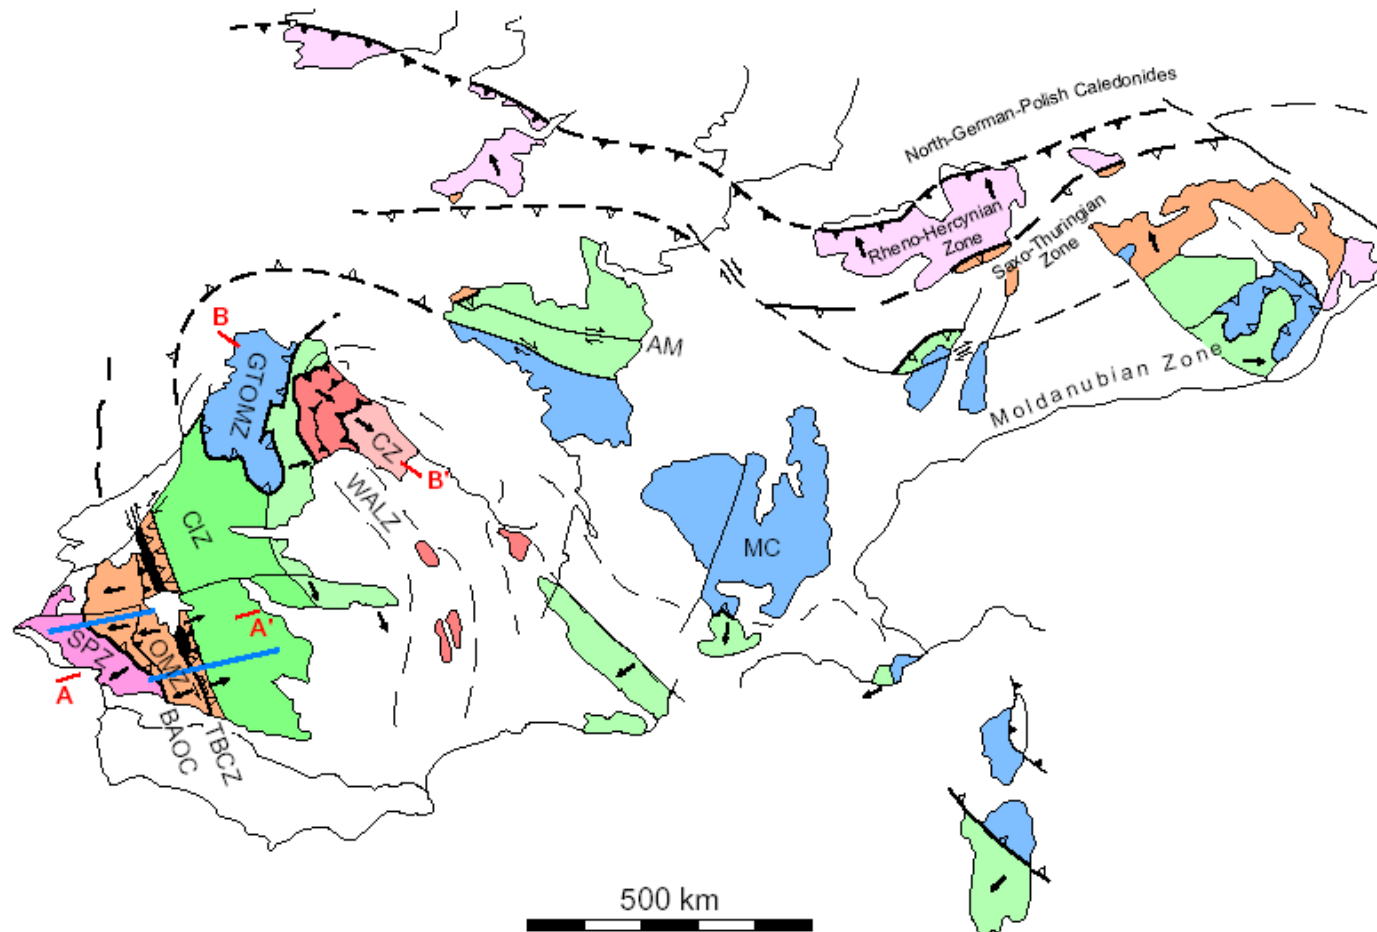 North-German-Polish Caledonides
Rheno-Hercynian
Zone
Saxo-Thuringian
Zone
Moldanubian Zone
B
GTOMZ
AM
CZ
B'
WALZ
CIZ
MC
A'
SPZ
OMZ
A
BAOC
TBCZ
500 km